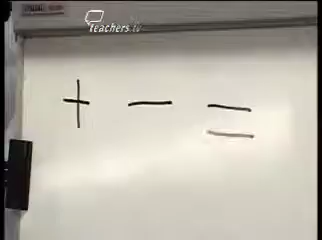 teachers.tv
+ − =